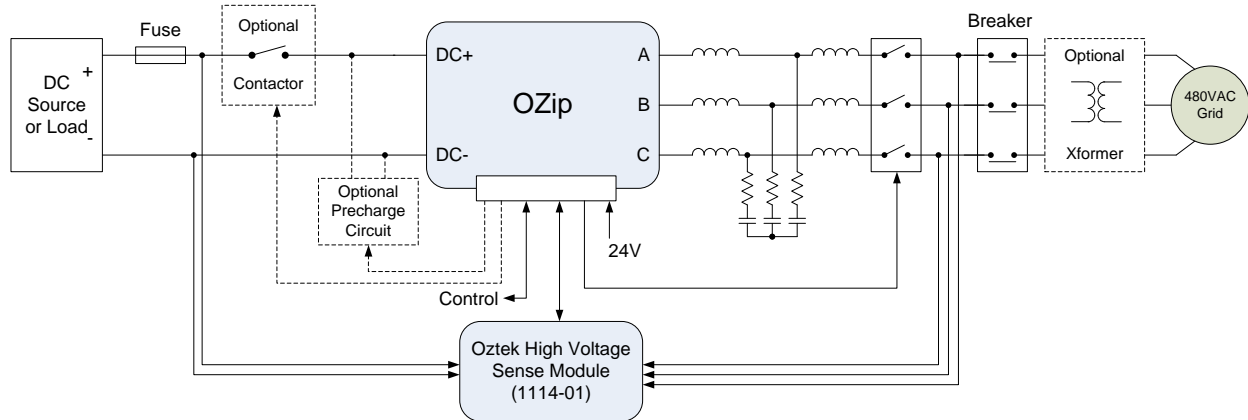 Fuse
Optional
Contactor
DC
Source
or Load
+
-
DC+
DC-
OZip
A
B
C
Breaker
Optional
Xformer
480VAC
Grid
Optional
Precharge
Circuit
24V
Control
Oztek High Voltage
Sense Module
(1114-01)